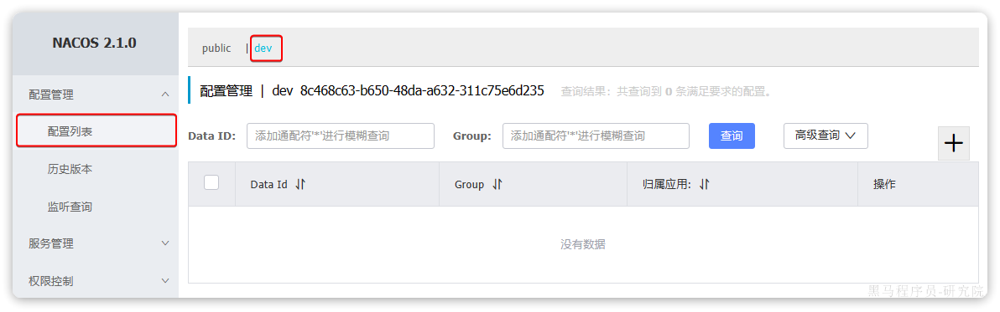 NACOS 2.1.0
配置管理
配置列表
历史版本
监听查询
服务管理
权限控制
public | dev
配置管理 | dev 8c468c63-b650-48da-a632-311c75e6d235 查询结果：共查询到 0 条满足要求的配置。
Data ID: 添加通配符'*'进行模糊查询 Group: 添加通配符'*'进行模糊查询 查询 高级查询
Data Id Group 归属应用: 操作
没有数据
黑马程序员-研究院